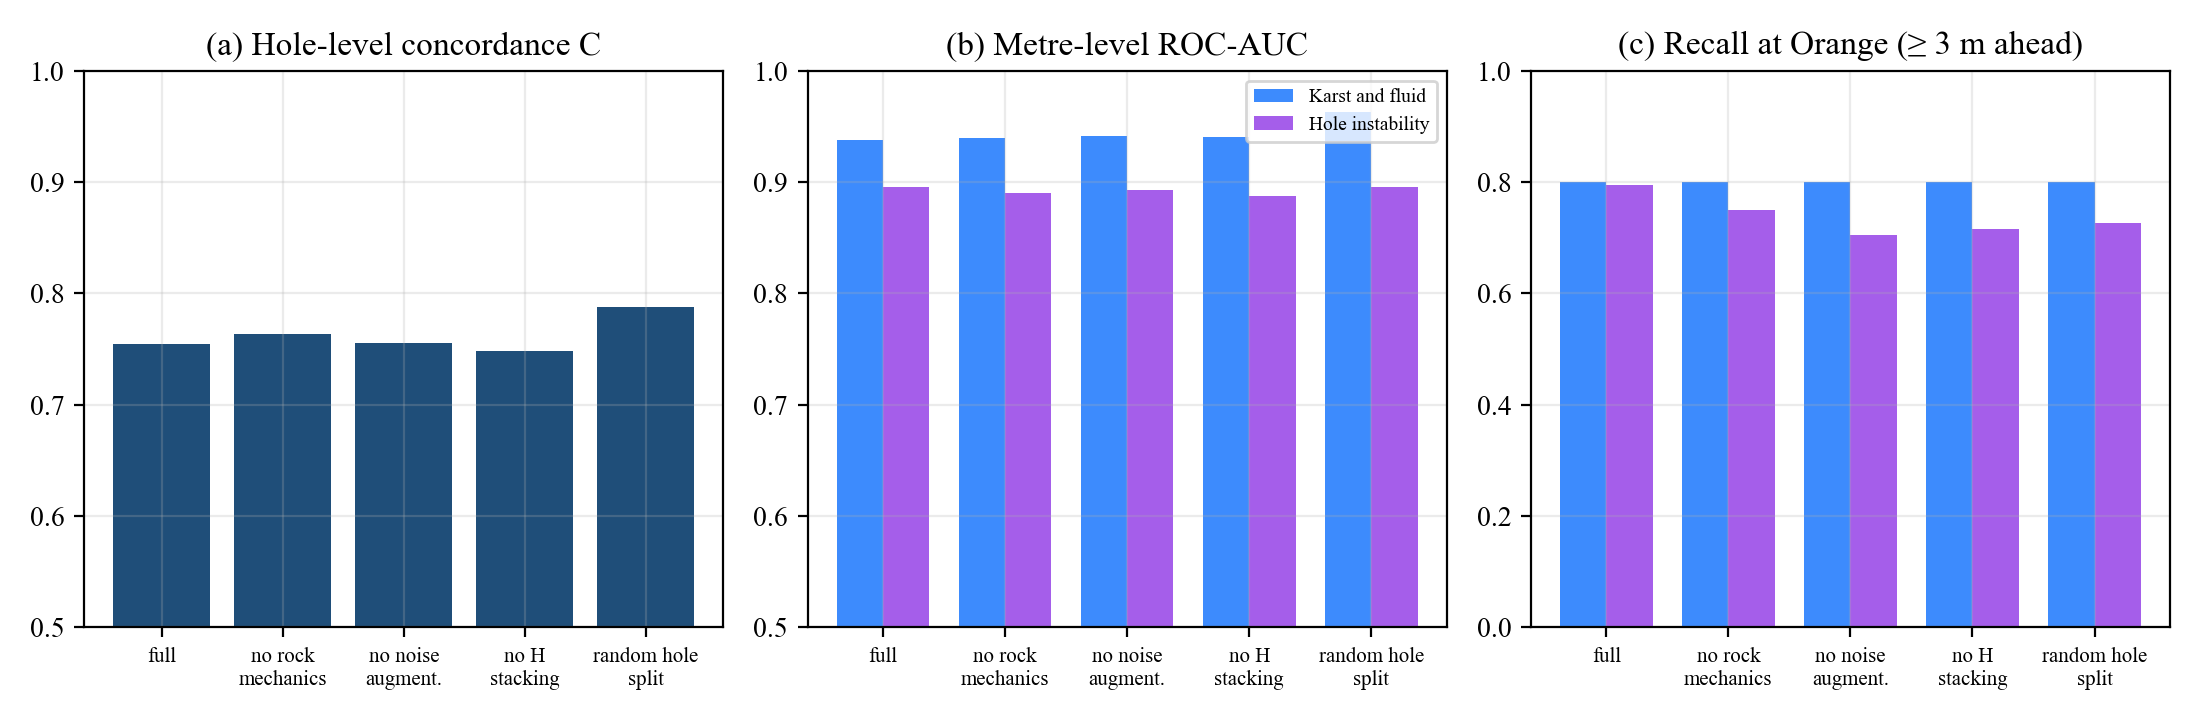 (a) Hole-level concordance C
1.0
0.9
0.8
0.7
0.6
0.5
full
no rock
mechanics
no noise
augment.
no H
stacking
random hole
split
(b) Metre-level ROC-AUC
Karst and fluid
Hole instability
1.0
0.9
0.8
0.7
0.6
0.5
full
no rock
mechanics
no noise
augment.
no H
stacking
random hole
split
(c) Recall at Orange (≥ 3 m ahead)
1.0
0.8
0.6
0.4
0.2
0.0
full
no rock
mechanics
no noise
augment.
no H
stacking
random hole
split